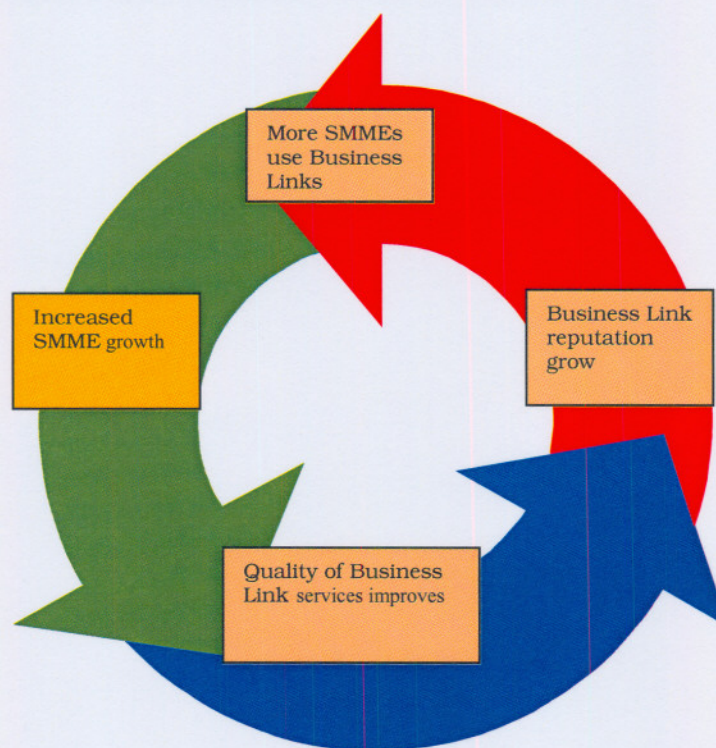 More SMMEs
use Business
Links
Increased
SMME growth
Business Link
reputation
grow
Quality of Business
Link services improves